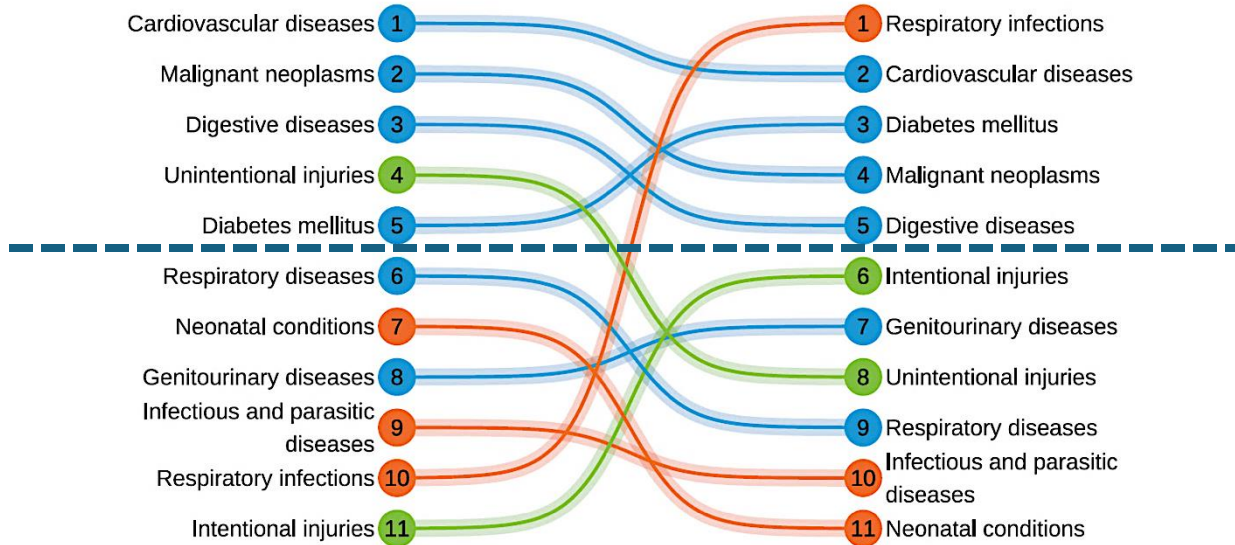 Cardiovascular diseases 1 1 Respiratory infections
Malignant neoplasms 2 2 Cardiovascular diseases
Digestive diseases 3 3 Diabetes mellitus
Unintentional injuries 4 4 Malignant neoplasms
Diabetes mellitus 5 5 Digestive diseases
Respiratory diseases 6 6 Intentional injuries
Neonatal conditions 7 7 Genitourinary diseases
Genitourinary diseases 8 8 Unintentional injuries
Infectious and parasitic
diseases 9 9 Respiratory diseases
Respiratory infections 10 10 Infectious and parasitic
diseases
Intentional injuries 11 11 Neonatal conditions